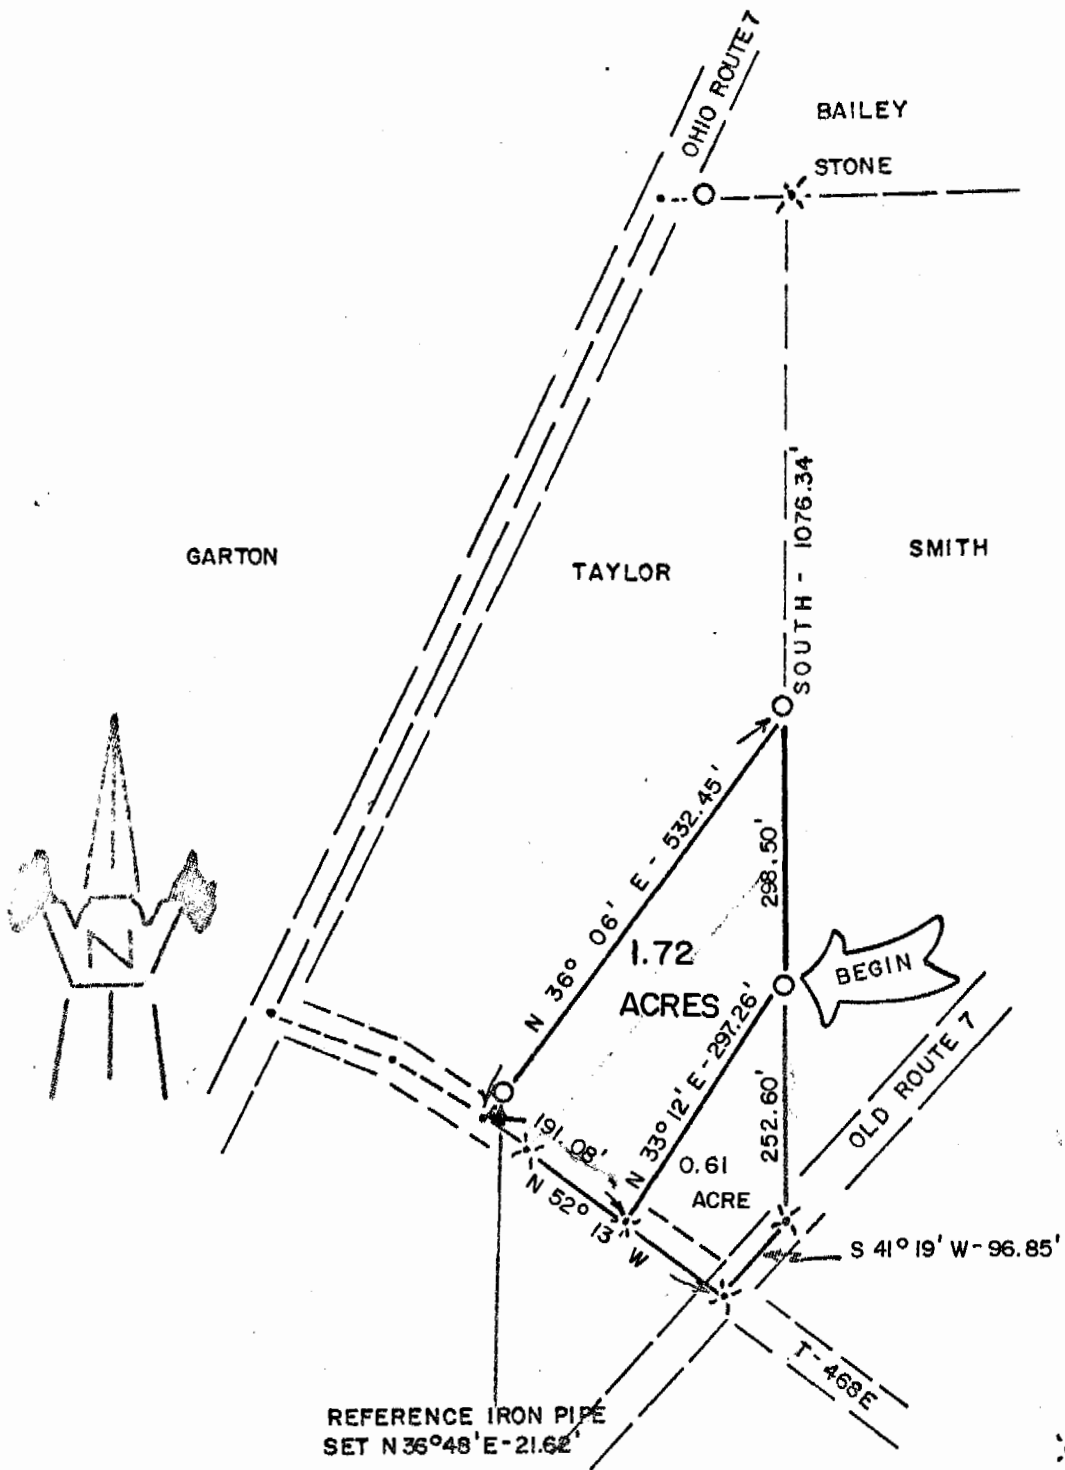 OHIO ROUTE 7
BAILEY
STONE
SOUTH - 1076.34'
GARTON
TAYLOR
SMITH
N 36° 06' E - 532.45'
298.50'
1.72
ACRES
BEGIN
N
N 33° 12' E - 297.26'
252.60'
OLD ROUTE 7
191.08'
N 52° 13' W
0.61
ACRE
S 41° 19' W - 96.85'
T - 468E
REFERENCE IRON PIPE
SET N 36° 48' E - 21.62'